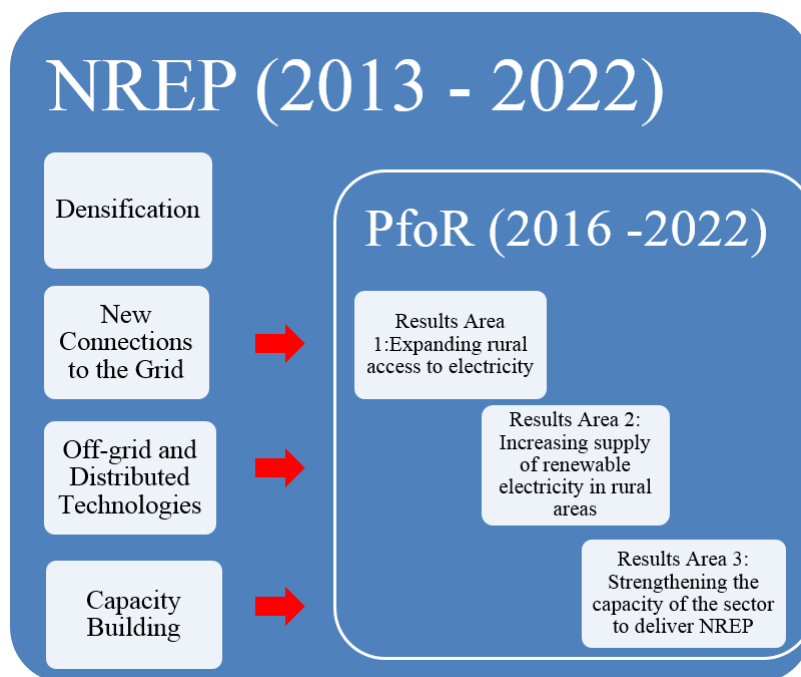 NREP (2013 - 2022)
Densification
New
Connections
to the Grid
Off-grid and
Distributed
Technologies
Capacity
Building
PfoR (2016 -2022)
Results Area
1:Expanding rural
access to electricity
Results Area 2:
Increasing supply
of renewable
electricity in rural
areas
Results Area 3:
Strengthening the
capacity of the sector
to deliver NREP